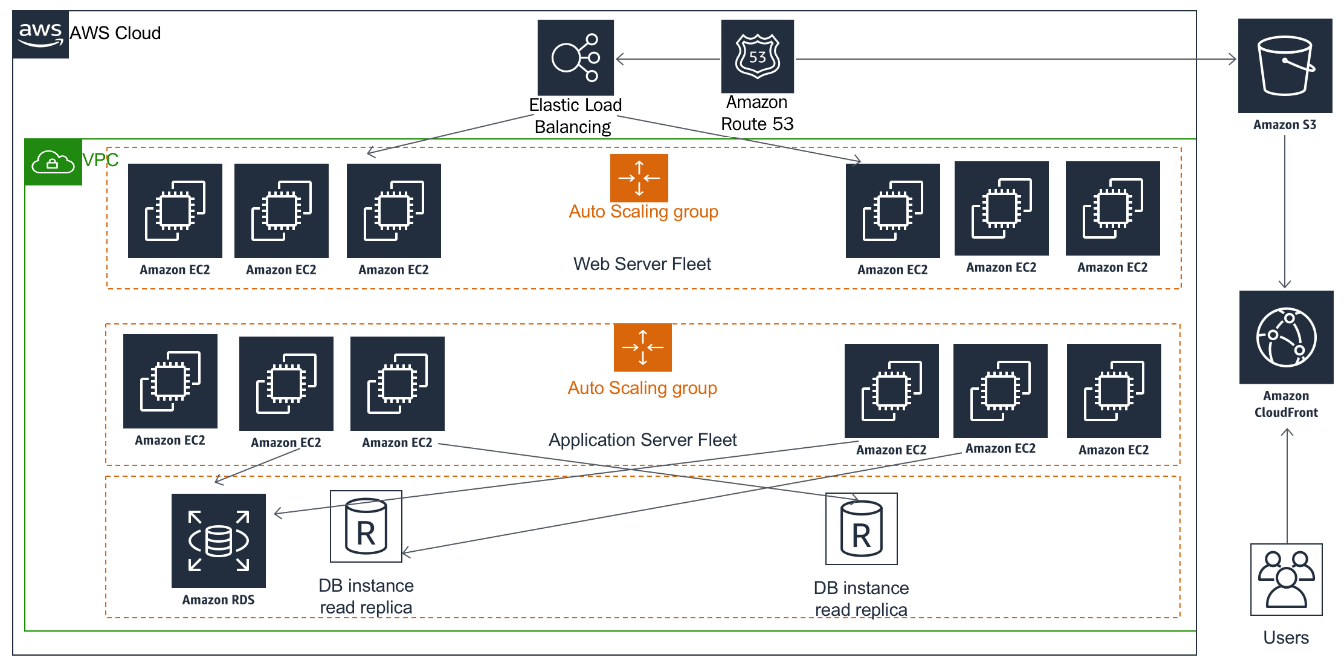 aws
AWS Cloud
53
Elastic Load
Balancing
Amazon
Route 53
Amazon S3
VPC
Auto Scaling group
Web Server Fleet
Amazon EC2
Amazon EC2
Amazon EC2
Amazon EC2
Amazon EC2
Amazon EC2
Auto Scaling group
Application Server Fleet
Amazon EC2
Amazon EC2
Amazon EC2
Amazon EC2
Amazon EC2
Amazon EC2
Amazon
CloudFront
Amazon RDS
R
DB instance
read replica
R
DB instance
read replica
Users